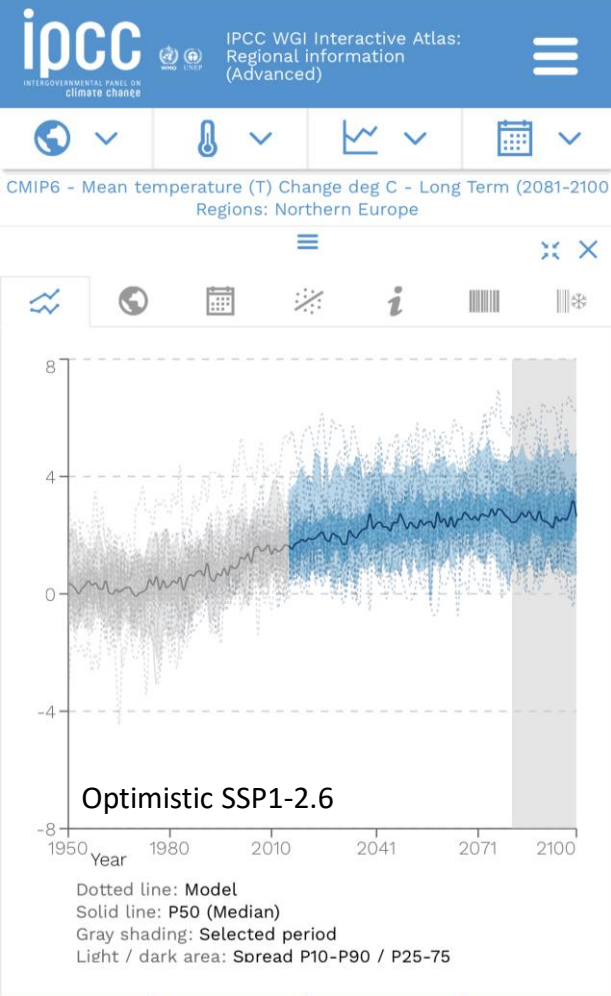 ipcc
INTERGOVERNMENTAL PANEL ON
climate change
WMO UNEP
IPCC WGI Interactive Atlas:
Regional information
(Advanced)
CMIP6 - Mean temperature (T) Change deg C - Long Term (2081-2100
Regions: Northern Europe
8
4
0
-4
-8
Optimistic SSP1-2.6
1950 1980 2010 2041 2071 2100
Year
Dotted line: Model
Solid line: P50 (Median)
Gray shading: Selected period
Light / dark area: Spread P10-P90 / P25-75